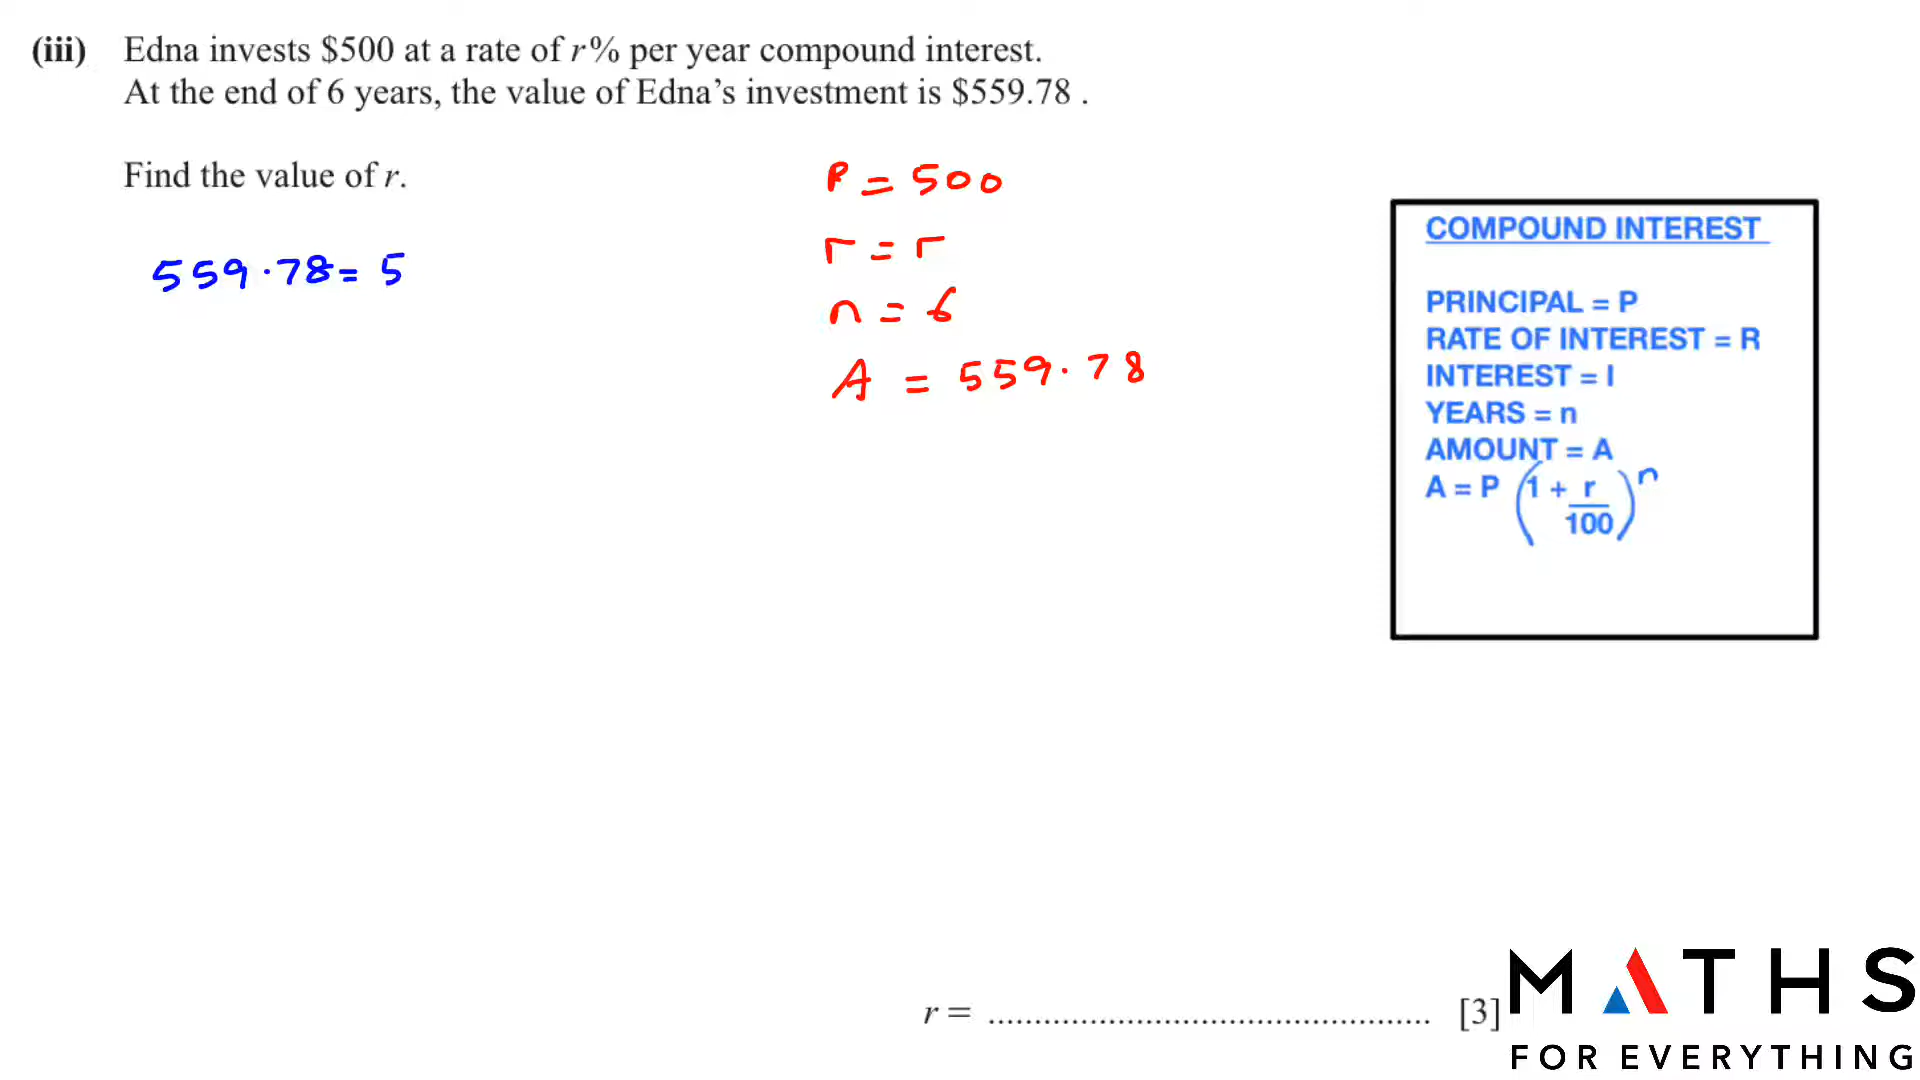 (iii) Edna invests $500 at a rate of r% per year compound interest.
At the end of 6 years, the value of Edna's investment is $559.78 .
Find the value of r.
559.78 = 5
P = 500
r = r
n = 6
A = 559.78
COMPOUND INTEREST
PRINCIPAL = P
RATE OF INTEREST = R
INTEREST = I
YEARS = n
AMOUNT = A
A = P (1 + r/100)^n
r = ................................................ [3]
MATHS
FOR EVERYTHING